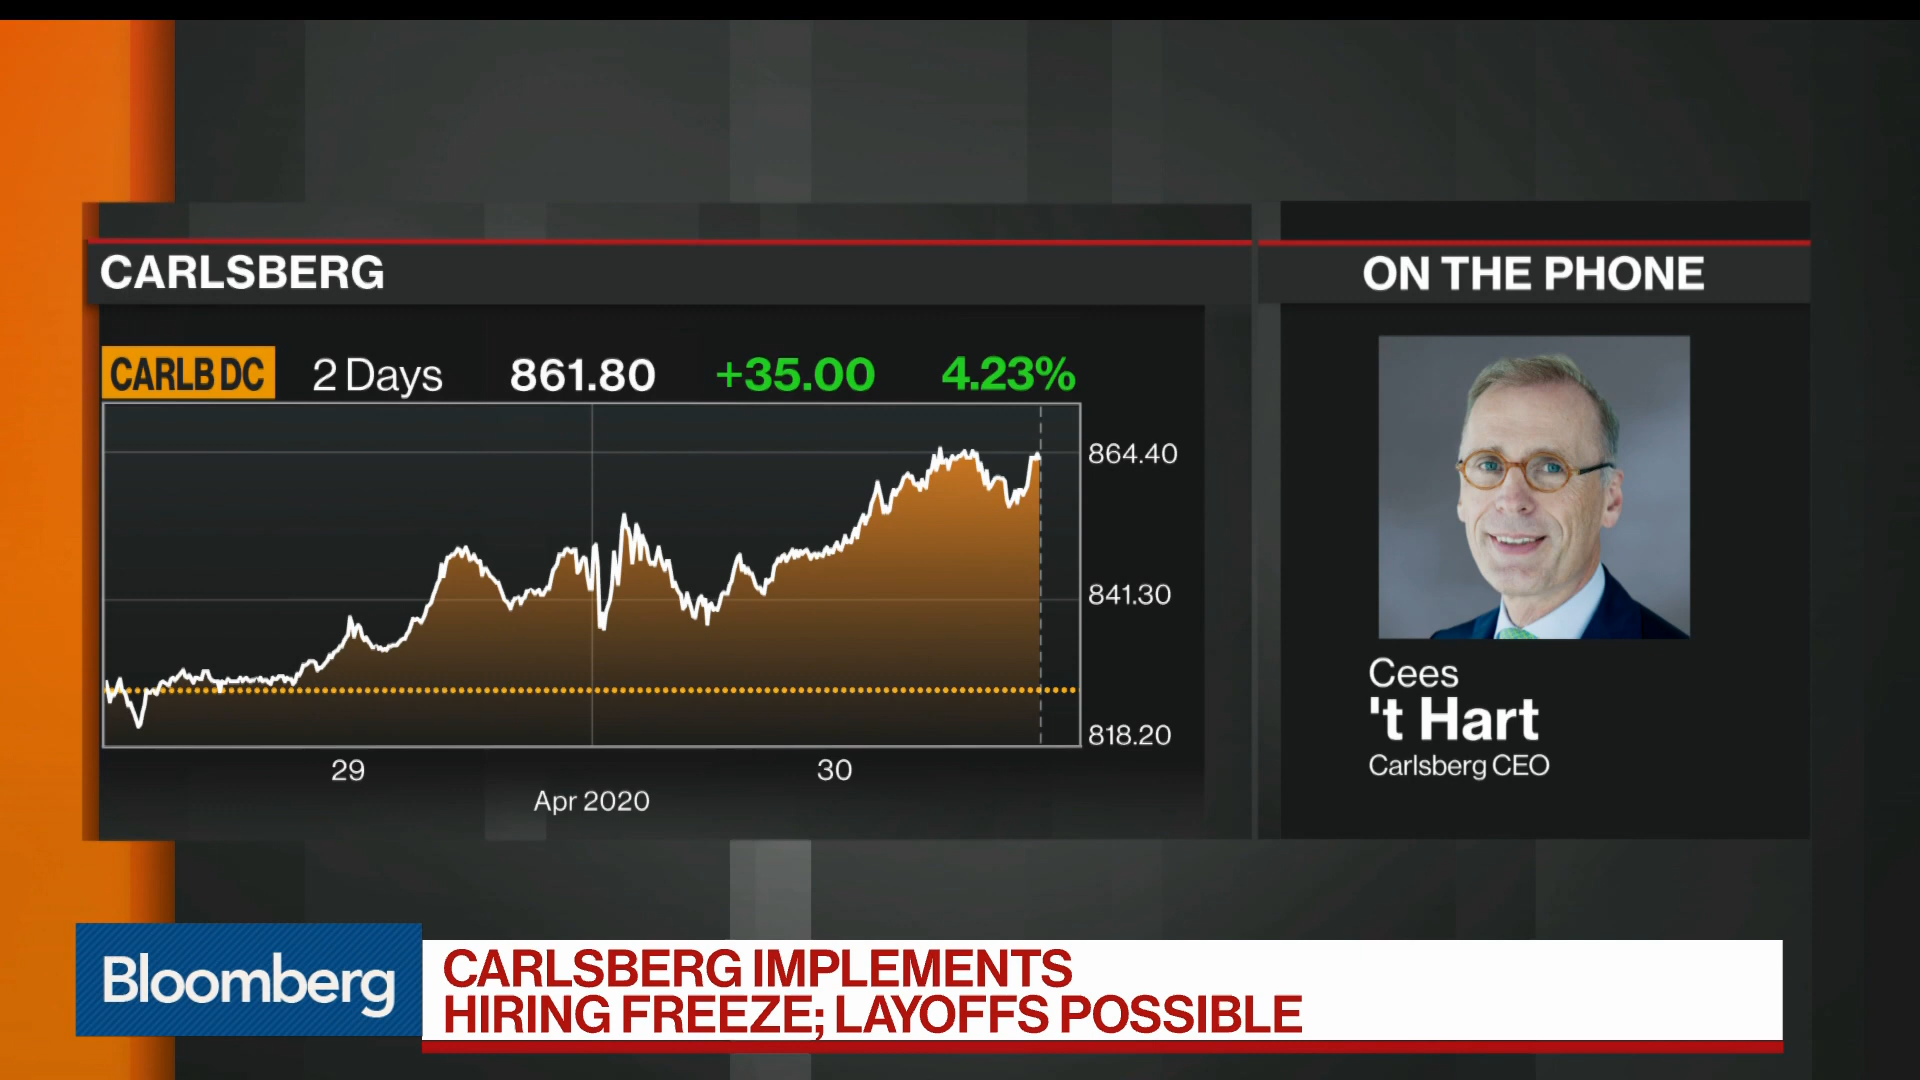 CARLSBERG
CARLB DC 2 Days 861.80 +35.00 4.23%
864.40
841.30
818.20
29 30
Apr 2020
ON THE PHONE
Cees
't Hart
Carlsberg CEO
Bloomberg
CARLSBERG IMPLEMENTS
HIRING FREEZE; LAYOFFS POSSIBLE